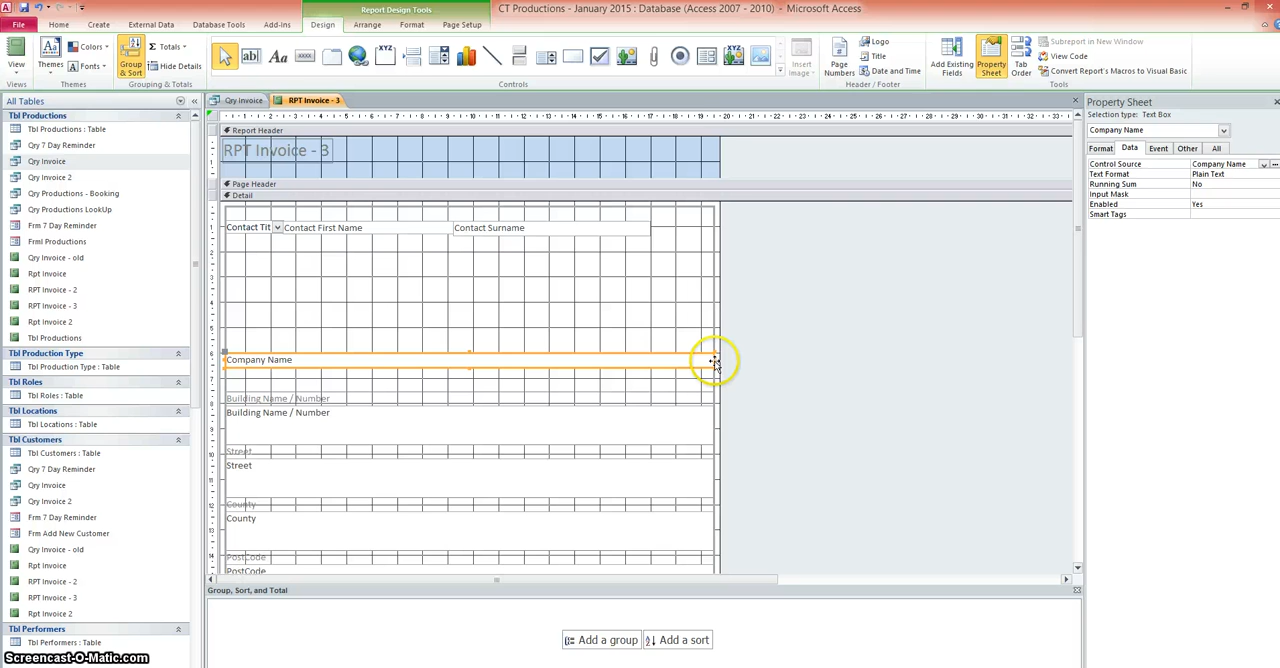 Report Design Tools
CT Productions - January 2015 : Database (Access 2007 - 2010) - Microsoft Access
File Home Create External Data Database Tools Add-Ins Design Arrange Format Page Setup
View
Views
Themes
Colors
Fonts
Themes
Group & Sort
Totals
Hide Details
Grouping & Totals
ab|
Aa
xxxx
XYZ
XYZ
Controls
Insert Image
Page Numbers
Logo
Title
Date and Time
Header / Footer
Add Existing Fields
Property Sheet
Tab Order
Subreport in New Window
View Code
Convert Report's Macros to Visual Basic
Tools
All Tables
Tbl Productions
Tbl Productions : Table
Qry 7 Day Reminder
Qry Invoice
Qry Invoice 2
Qry Productions - Booking
Qry Productions LookUp
Frm 7 Day Reminder
Frml Productions
Qry Invoice - old
Rpt Invoice
RPT Invoice - 2
RPT Invoice - 3
Rpt Invoice 2
Tbl Productions
Tbl Production Type
Tbl Production Type : Table
Tbl Roles
Tbl Roles : Table
Tbl Locations
Tbl Locations : Table
Tbl Customers
Tbl Customers : Table
Qry 7 Day Reminder
Qry Invoice
Qry Invoice 2
Frm 7 Day Reminder
Frm Add New Customer
Qry Invoice - old
Rpt Invoice
RPT Invoice - 2
RPT Invoice - 3
Rpt Invoice 2
Tbl Performers
Tbl Performers : Table
Qry Invoice
RPT Invoice - 3
Report Header
RPT Invoice - 3
Page Header
Detail
Contact Tit Contact First Name Contact Surname
Company Name
Building Name / Number
Building Name / Number
Street
Street
County
County
PostCode
PostCode
Group, Sort, and Total
Add a group
Add a sort
Property Sheet
Selection type: Text Box
Company Name
Format Data Event Other All
Control Source Company Name
Text Format Plain Text
Running Sum No
Input Mask
Enabled Yes
Smart Tags
Screencast-O-Matic.com